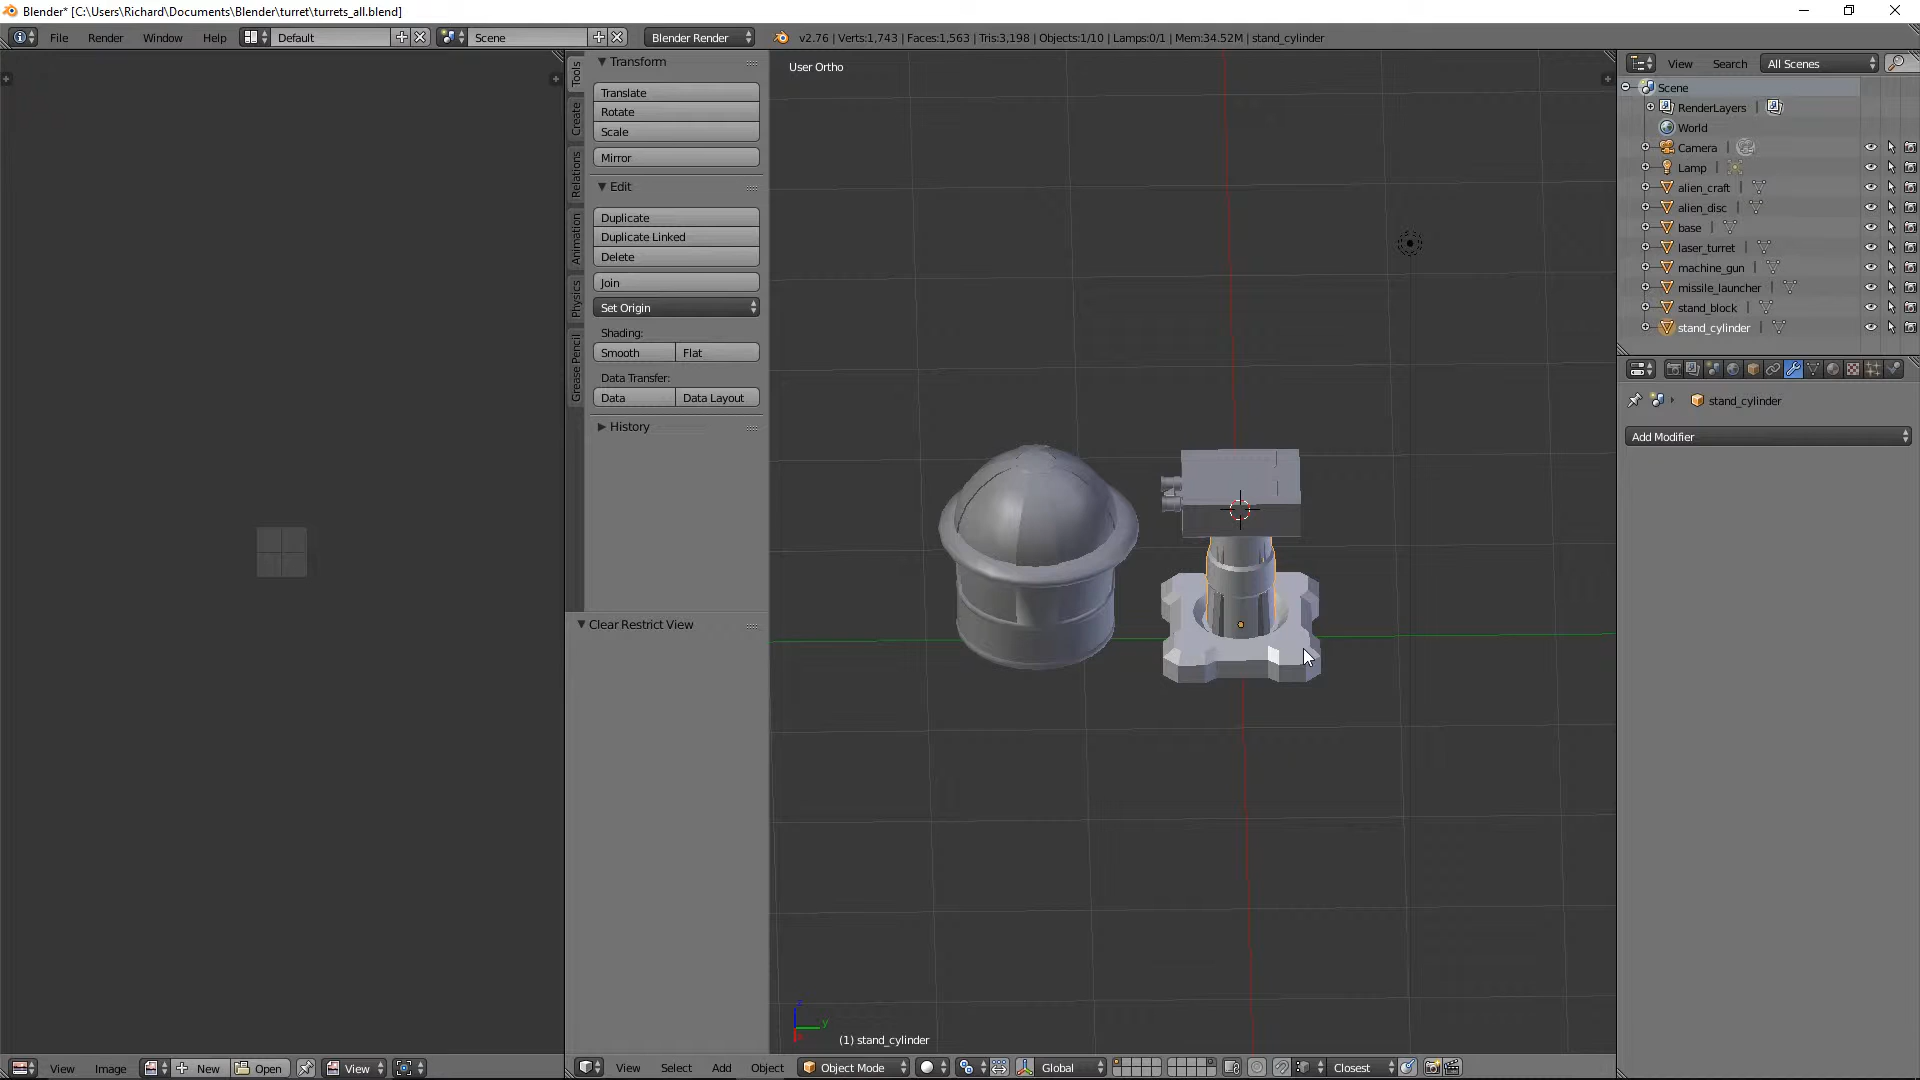 Blender* [C:\Users\Richard\Documents\Blender\turret\turrets_all.blend]
File Render Window Help Default Scene Blender Render v2.76 | Verts:1,743 | Faces:1,563 | Tris:3,198 | Objects:1/10 | Lamps:0/1 | Mem:34.52M | stand_cylinder
Tools
Create
Relations
Animation
Physics
Grease Pencil
Transform
Translate
Rotate
Scale
Mirror
Edit
Duplicate
Duplicate Linked
Delete
Join
Set Origin
Shading:
Smooth Flat
Data Transfer:
Data Data Layout
History
Clear Restrict View
User Ortho
z
y
(1) stand_cylinder
View Search All Scenes
Scene
RenderLayers |
World
Camera |
Lamp |
alien_craft |
alien_disc |
base |
laser_turret |
machine_gun |
missile_launcher |
stand_block |
stand_cylinder |
stand_cylinder
Add Modifier
View Image New Open View
View Select Add Object Object Mode Global Closest